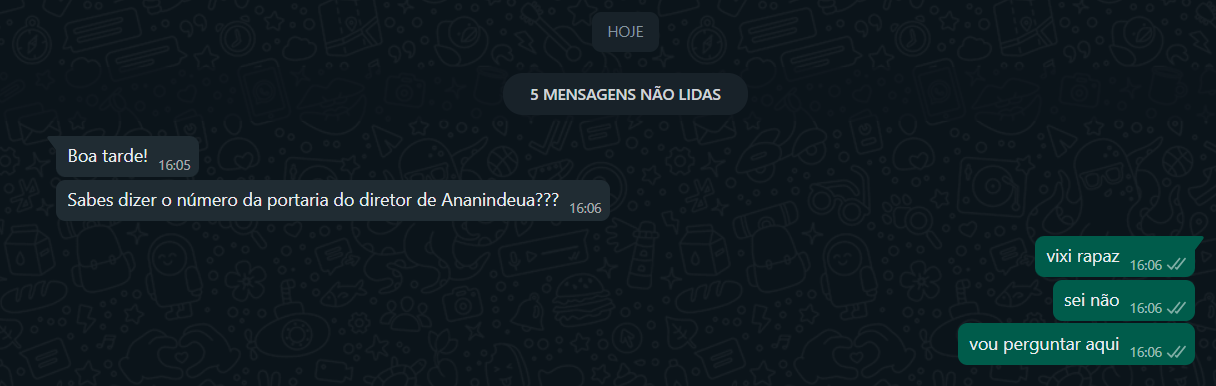 HOJE
5 MENSAGENS NÃO LIDAS
Boa tarde! 16:05
Sabes dizer o número da portaria do diretor de Ananindeua??? 16:06
vixi rapaz 16:06
sei não 16:06
vou perguntar aqui 16:06